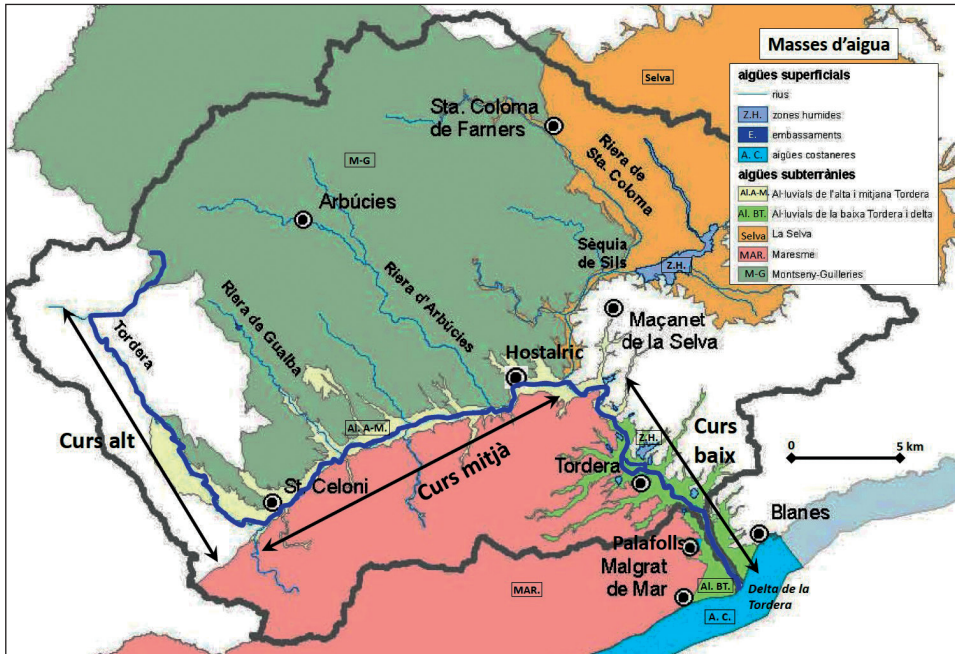 Masses d'aigua
aigües superficials
rius
Z.H. zones humides
E. embassaments
A. C. aigües costaneres
aigües subterrànies
Al.A-M. Al·luvials de l'alta i mitjana Tordera
Al. BT. Al·luvials de la baixa Tordera i delta
Selva La Selva
MAR. Maresme
M-G Montseny-Guilleries
Selva
Sta. Coloma
de Farners
M-G
Riera de
Sta. Coloma
Arbúcies
Sèquia
de Sils
Z.H.
Riera d'Arbúcies
Riera de Gualba
Tordera
Maçanet
de la Selva
Hostalric
Curs alt
Al. A-M.
Curs mitjà
Curs
baix
Z.H.
0 5 km
Tordera
St. Celoni
Blanes
Palafolls
Malgrat
de Mar
MAR.
Al. BT.
Delta de la
Tordera
A. C.